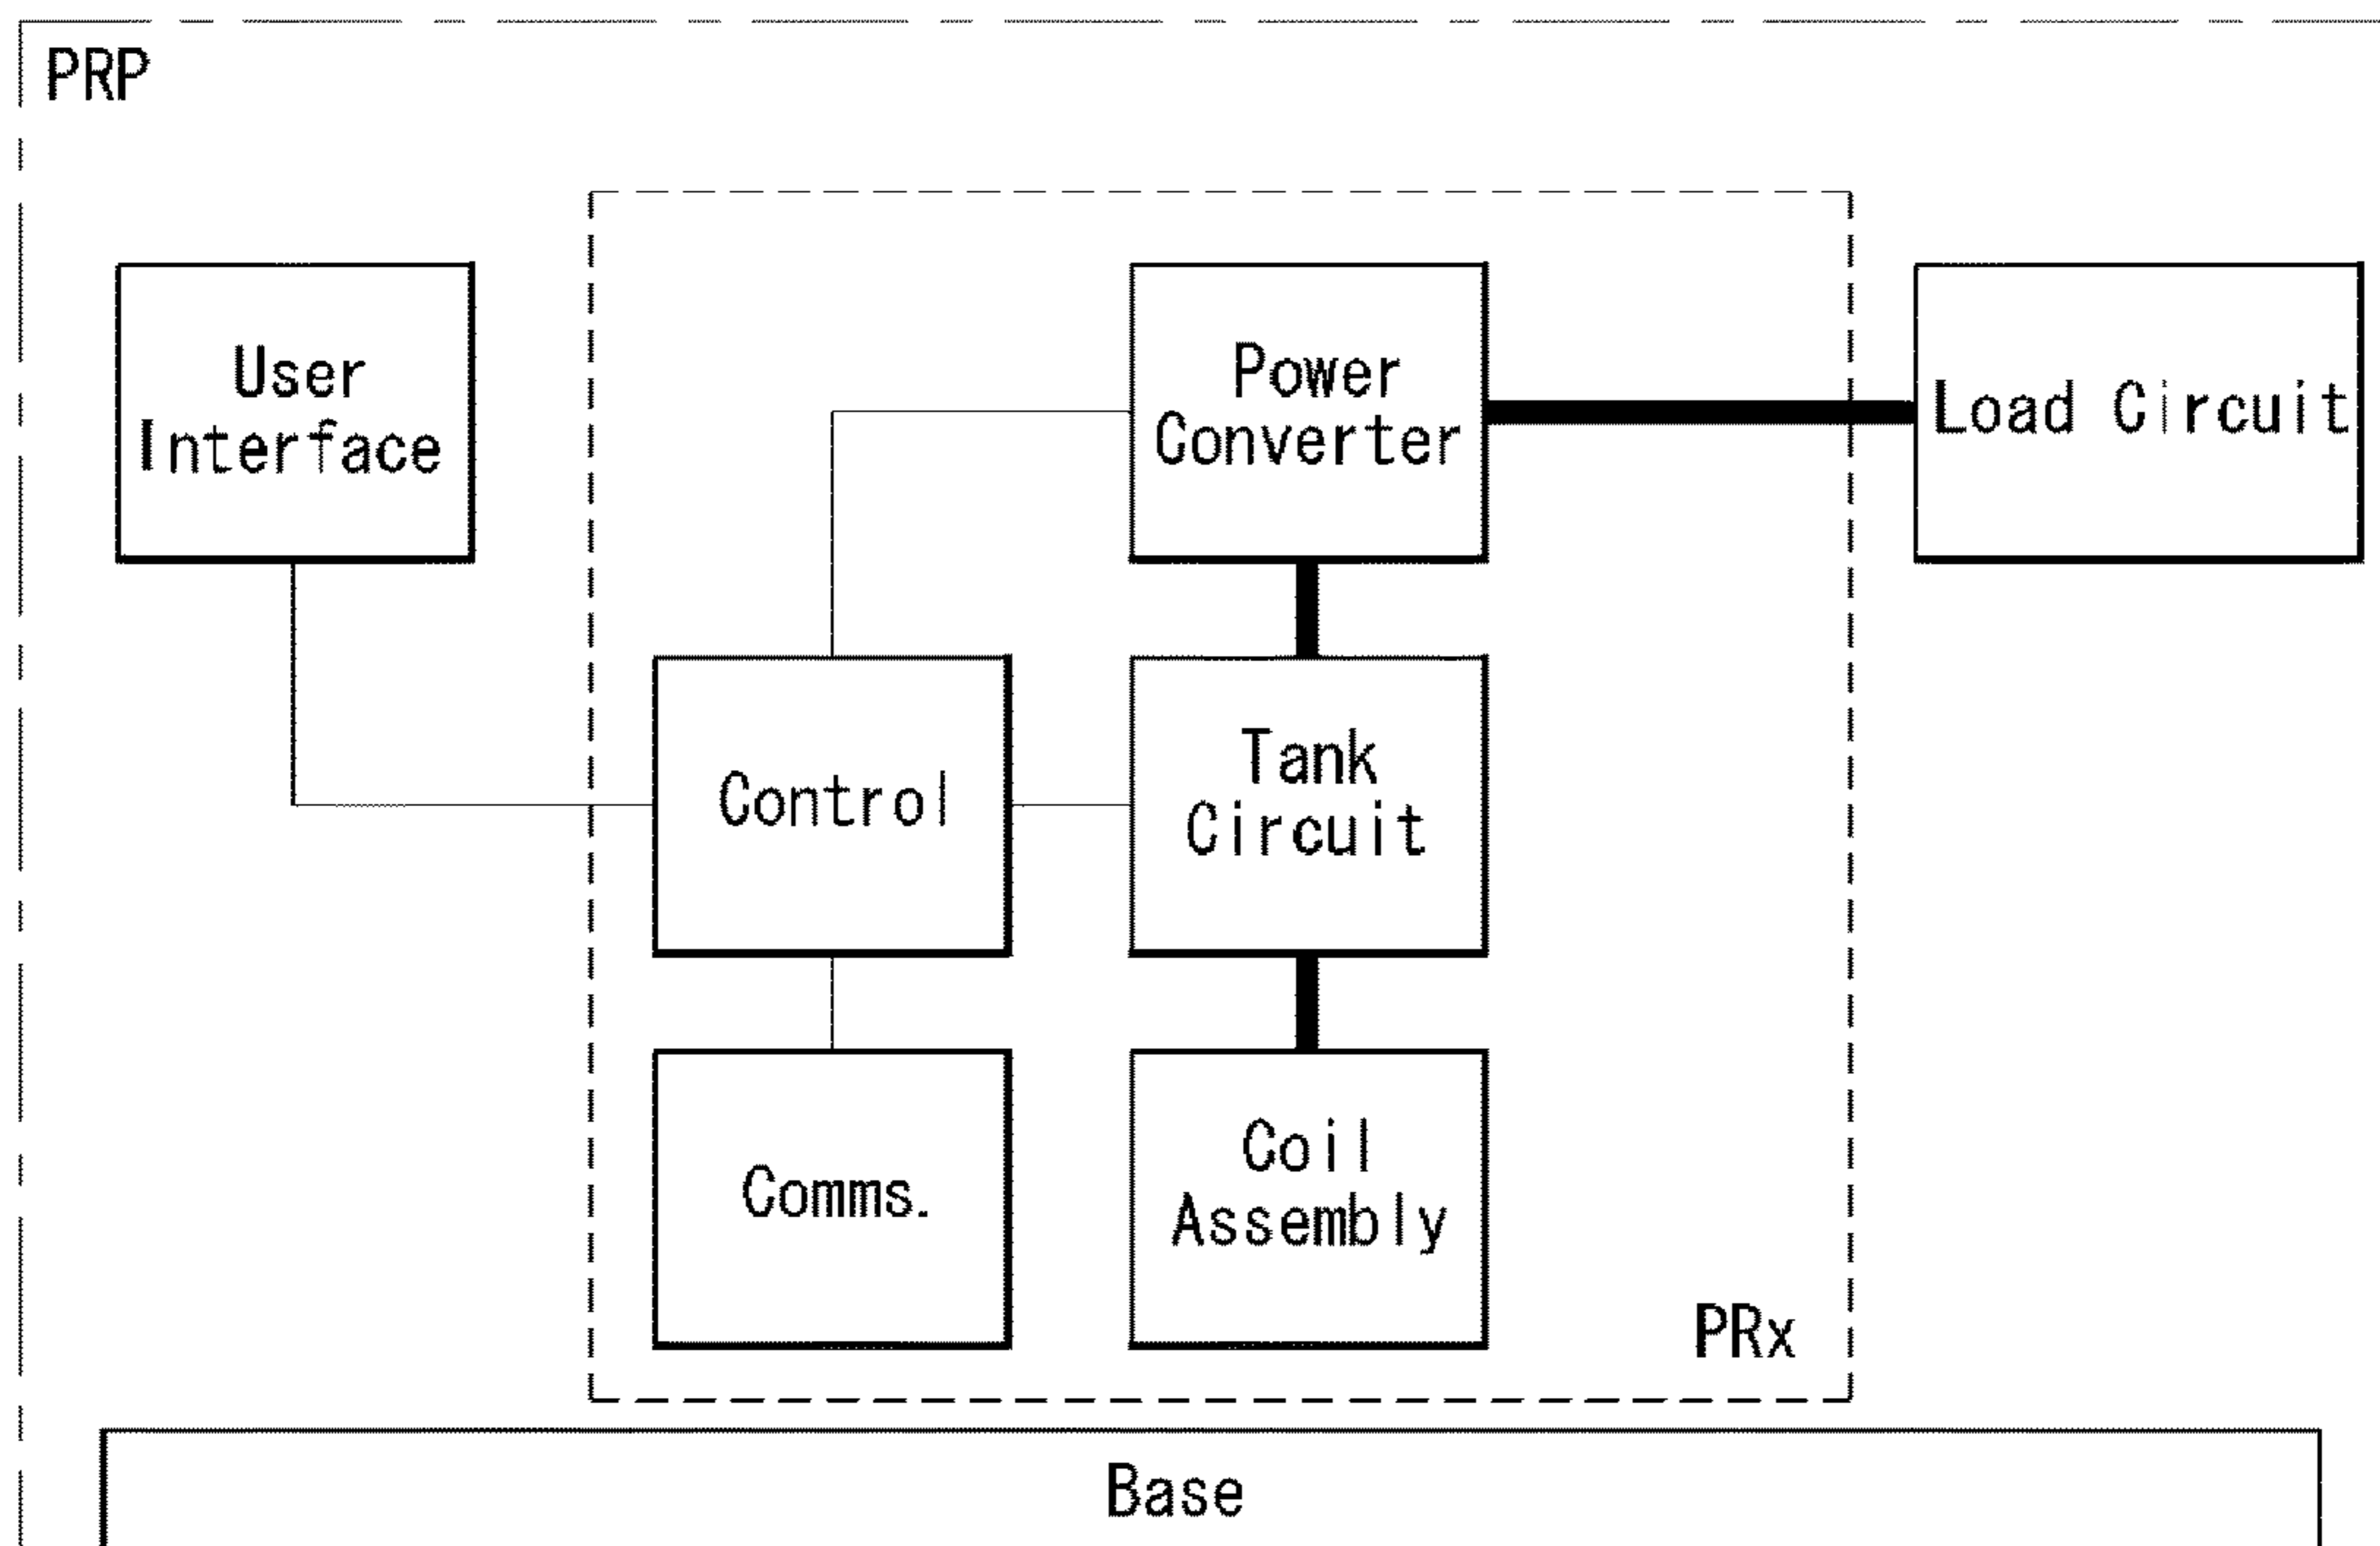 PRP
User
Interface
Power
Converter
Load Circuit
Control
Tank
Circuit
Comms.
Coil
Assembly
PRx
Base